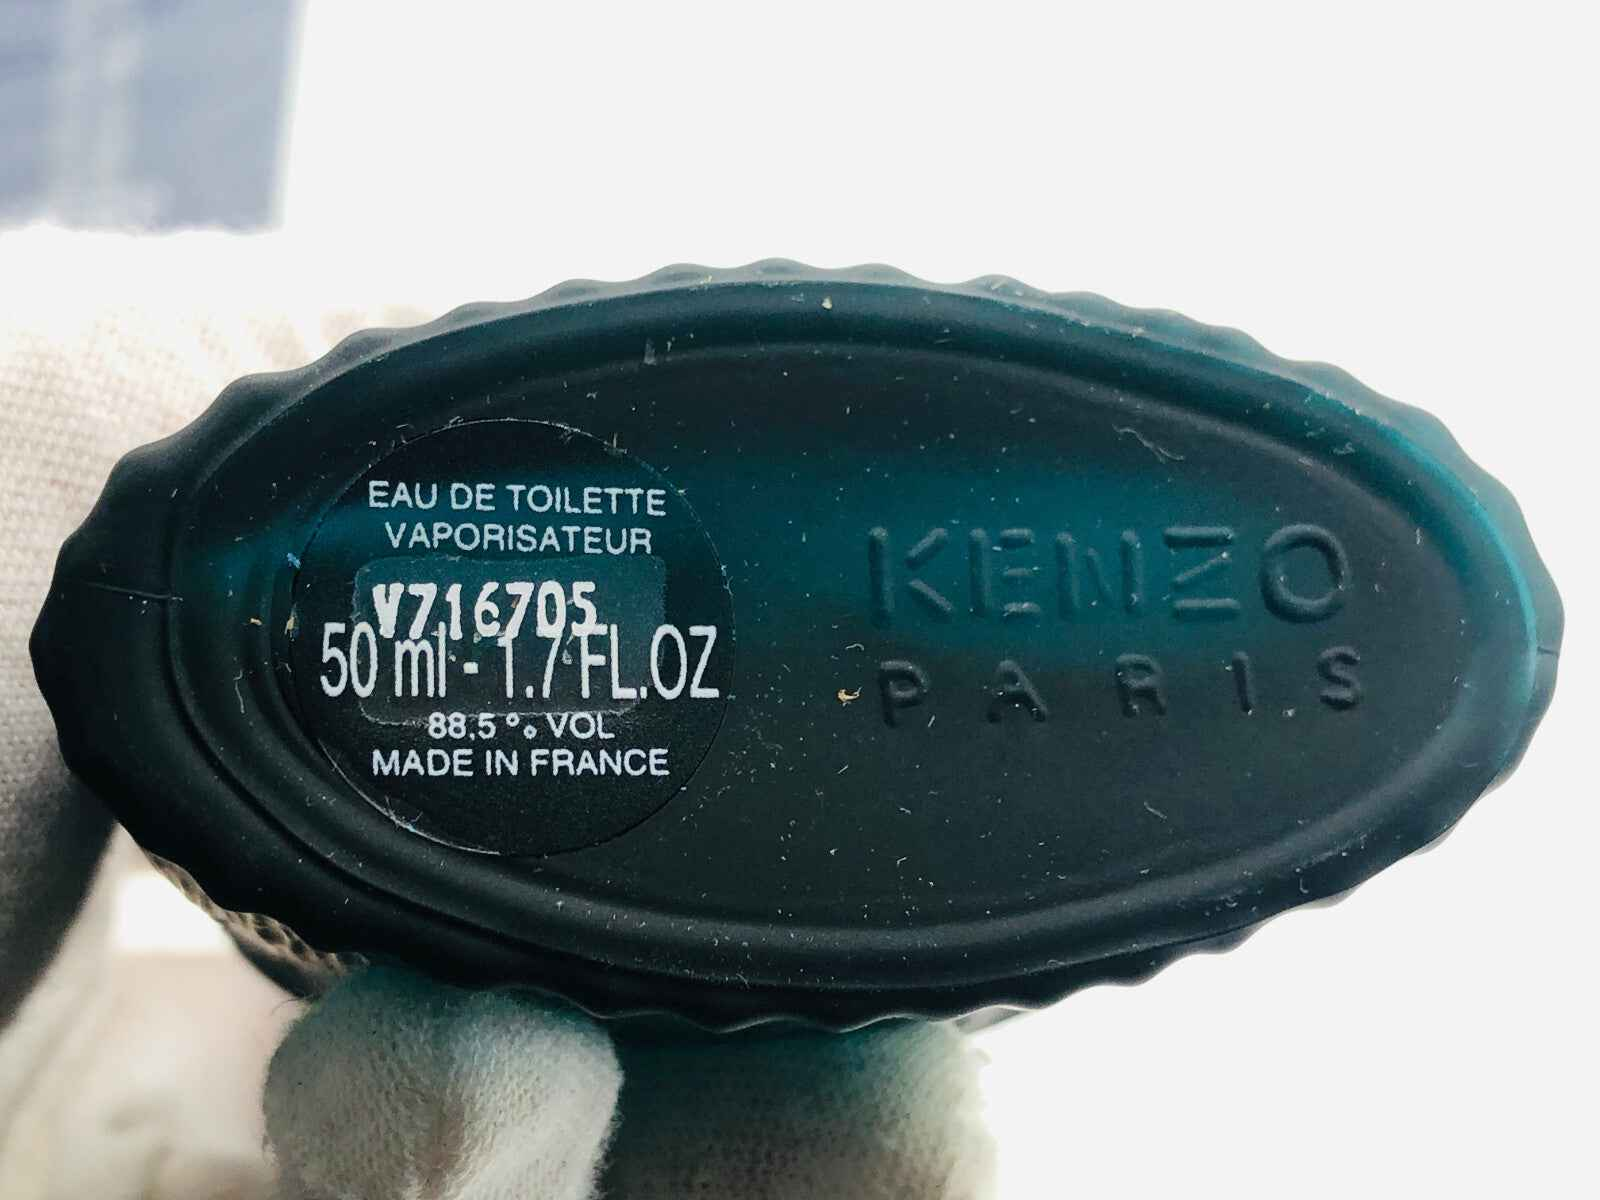 EAU DE TOILETTE
VAPORISATEUR
V716705
50 ml - 1.7 FL.OZ
88.5 % VOL
MADE IN FRANCE
KENZO
PARIS